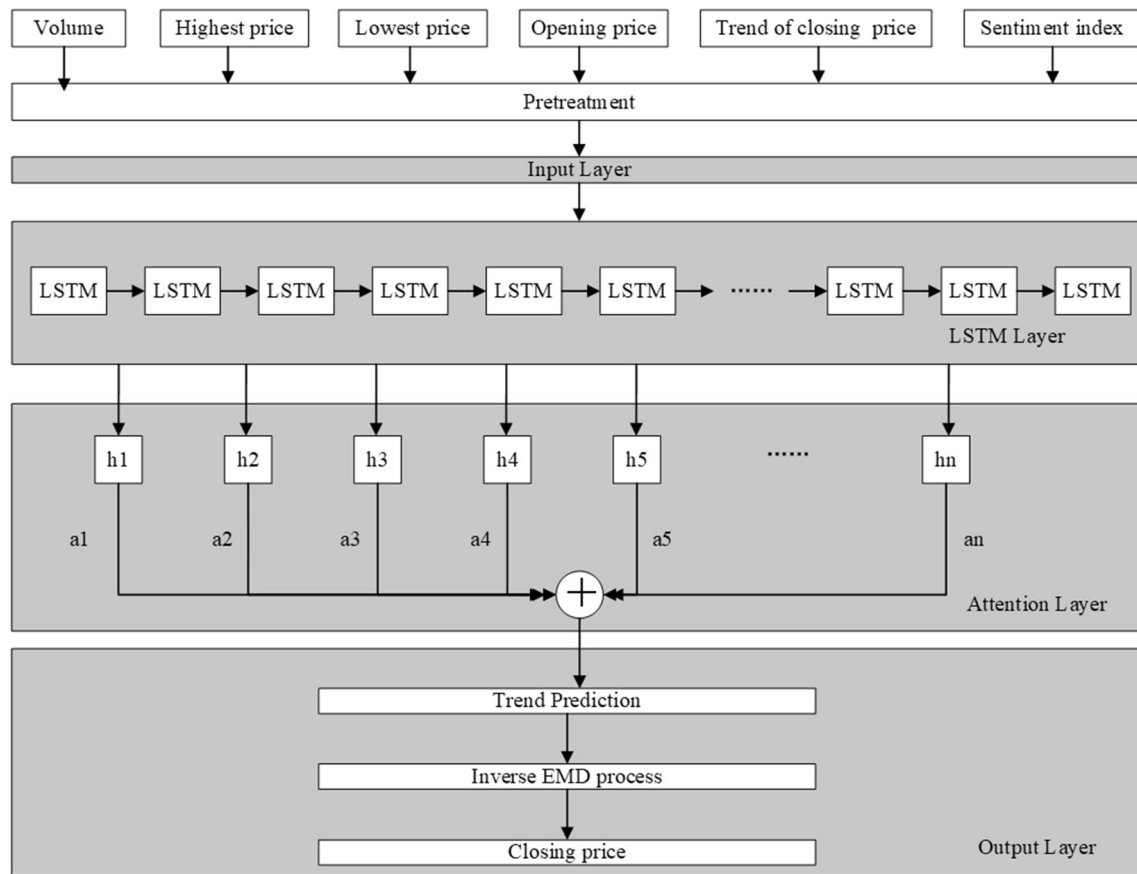 Volume
Highest price
Lowest price
Opening price
Trend of closing price
Sentiment index
Pretreatment
Input Layer
LSTM
LSTM
LSTM
LSTM
LSTM
LSTM
······
LSTM
LSTM
LSTM
LSTM Layer
h1
h2
h3
h4
h5
······
hn
a1
a2
a3
a4
a5
an
+
Attention Layer
Trend Prediction
Inverse EMD process
Closing price
Output Layer